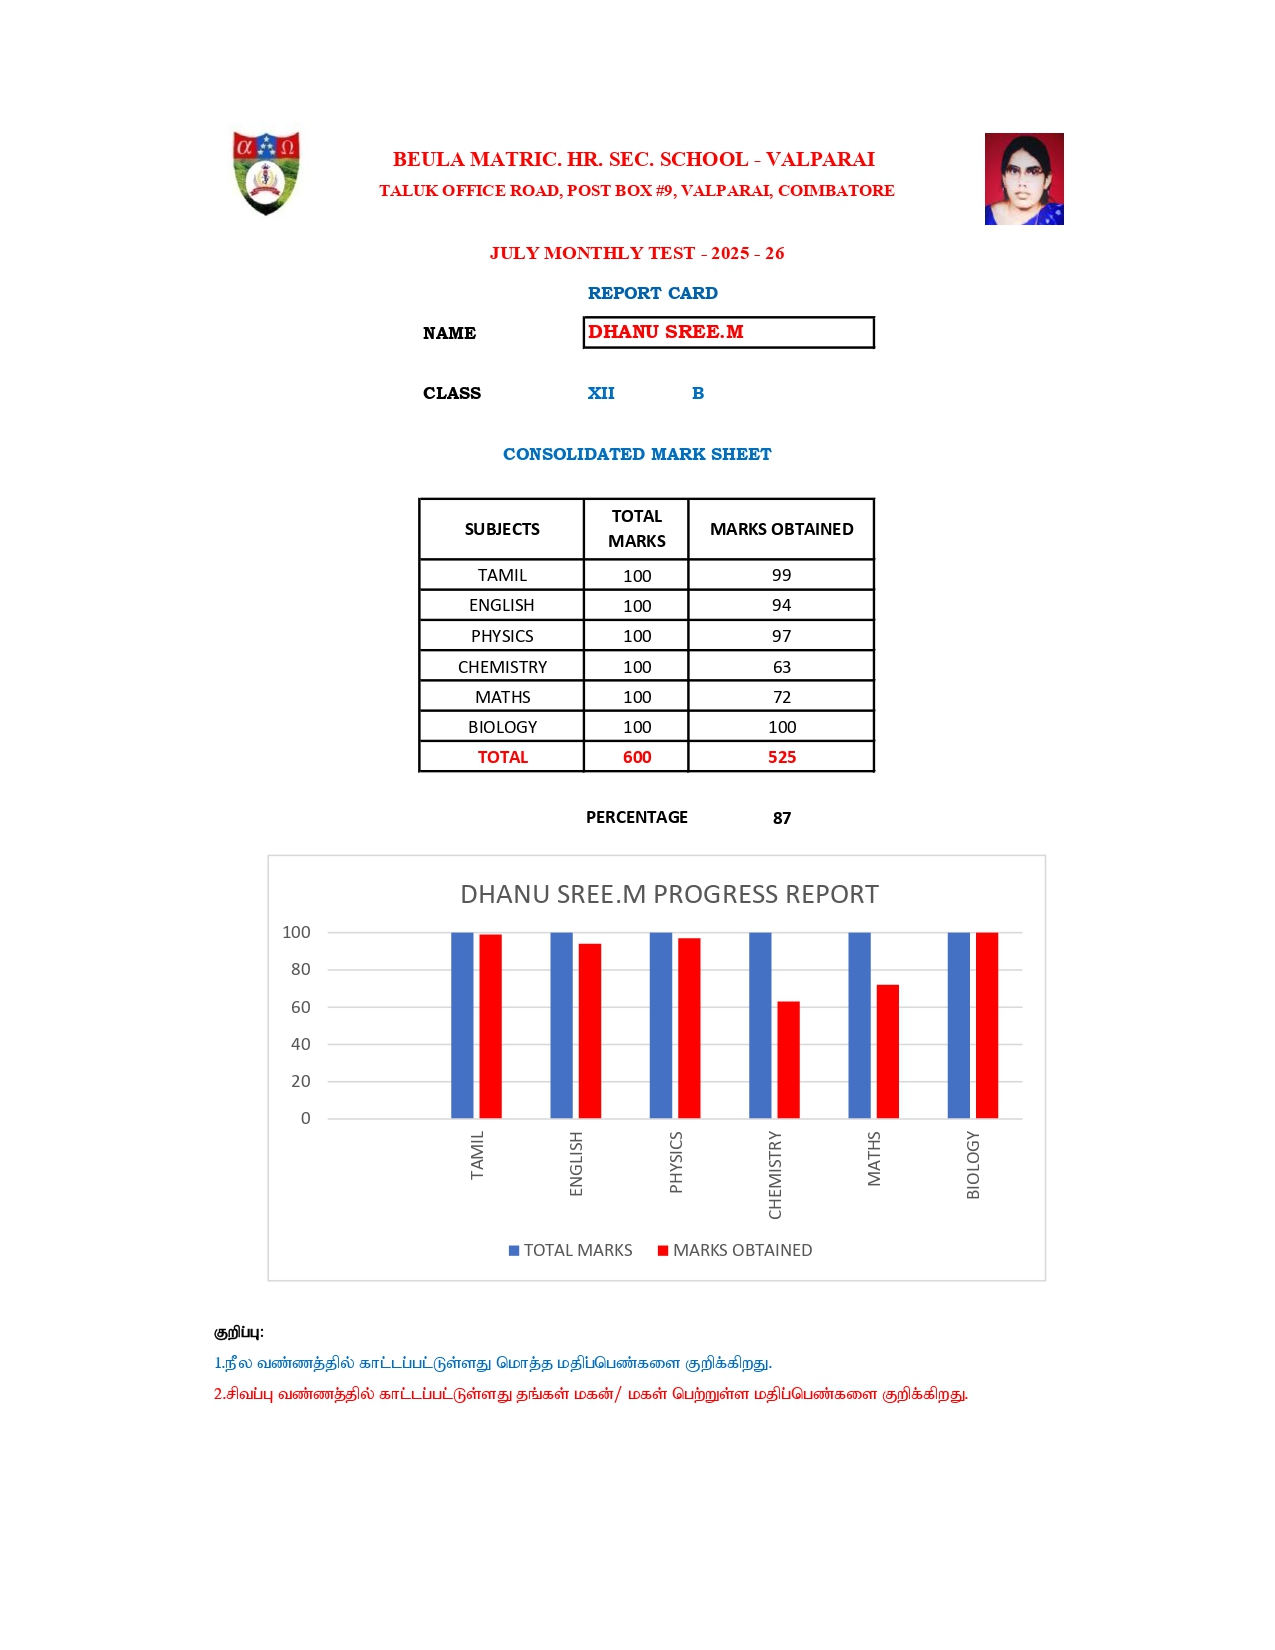 α Ω
BEULA MATRIC. HR. SEC. SCHOOL - VALPARAI
TALUK OFFICE ROAD, POST BOX #9, VALPARAI, COIMBATORE
JULY MONTHLY TEST - 2025 - 26
REPORT CARD
NAME DHANU SREE.M
CLASS XII B
CONSOLIDATED MARK SHEET
SUBJECTS TOTAL MARKS MARKS OBTAINED
TAMIL 100 99
ENGLISH 100 94
PHYSICS 100 97
CHEMISTRY 100 63
MATHS 100 72
BIOLOGY 100 100
TOTAL 600 525
PERCENTAGE 87
DHANU SREE.M PROGRESS REPORT
100
80
60
40
20
0
TAMIL ENGLISH PHYSICS CHEMISTRY MATHS BIOLOGY
TOTAL MARKS MARKS OBTAINED
குறிப்பு:
1.நீல வண்ணத்தில் காட்டப்பட்டுள்ளது மொத்த மதிப்பெண்களை குறிக்கிறது.
2.சிவப்பு வண்ணத்தில் காட்டப்பட்டுள்ளது தங்கள் மகன்/ மகள் பெற்றுள்ள மதிப்பெண்களை குறிக்கிறது.